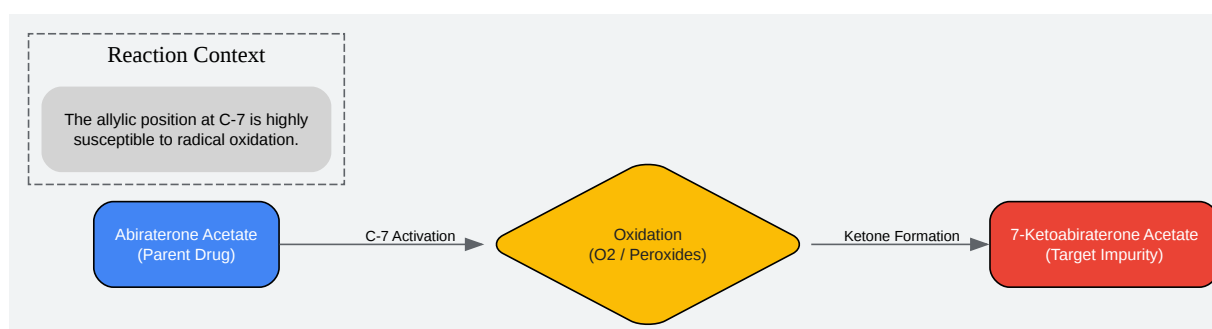 Reaction Context
The allylic position at C-7 is highly
susceptible to radical oxidation.
Abiraterone Acetate
(Parent Drug)
C-7 Activation
Oxidation
(O2 / Peroxides)
Ketone Formation
7-Ketoabiraterone Acetate
(Target Impurity)